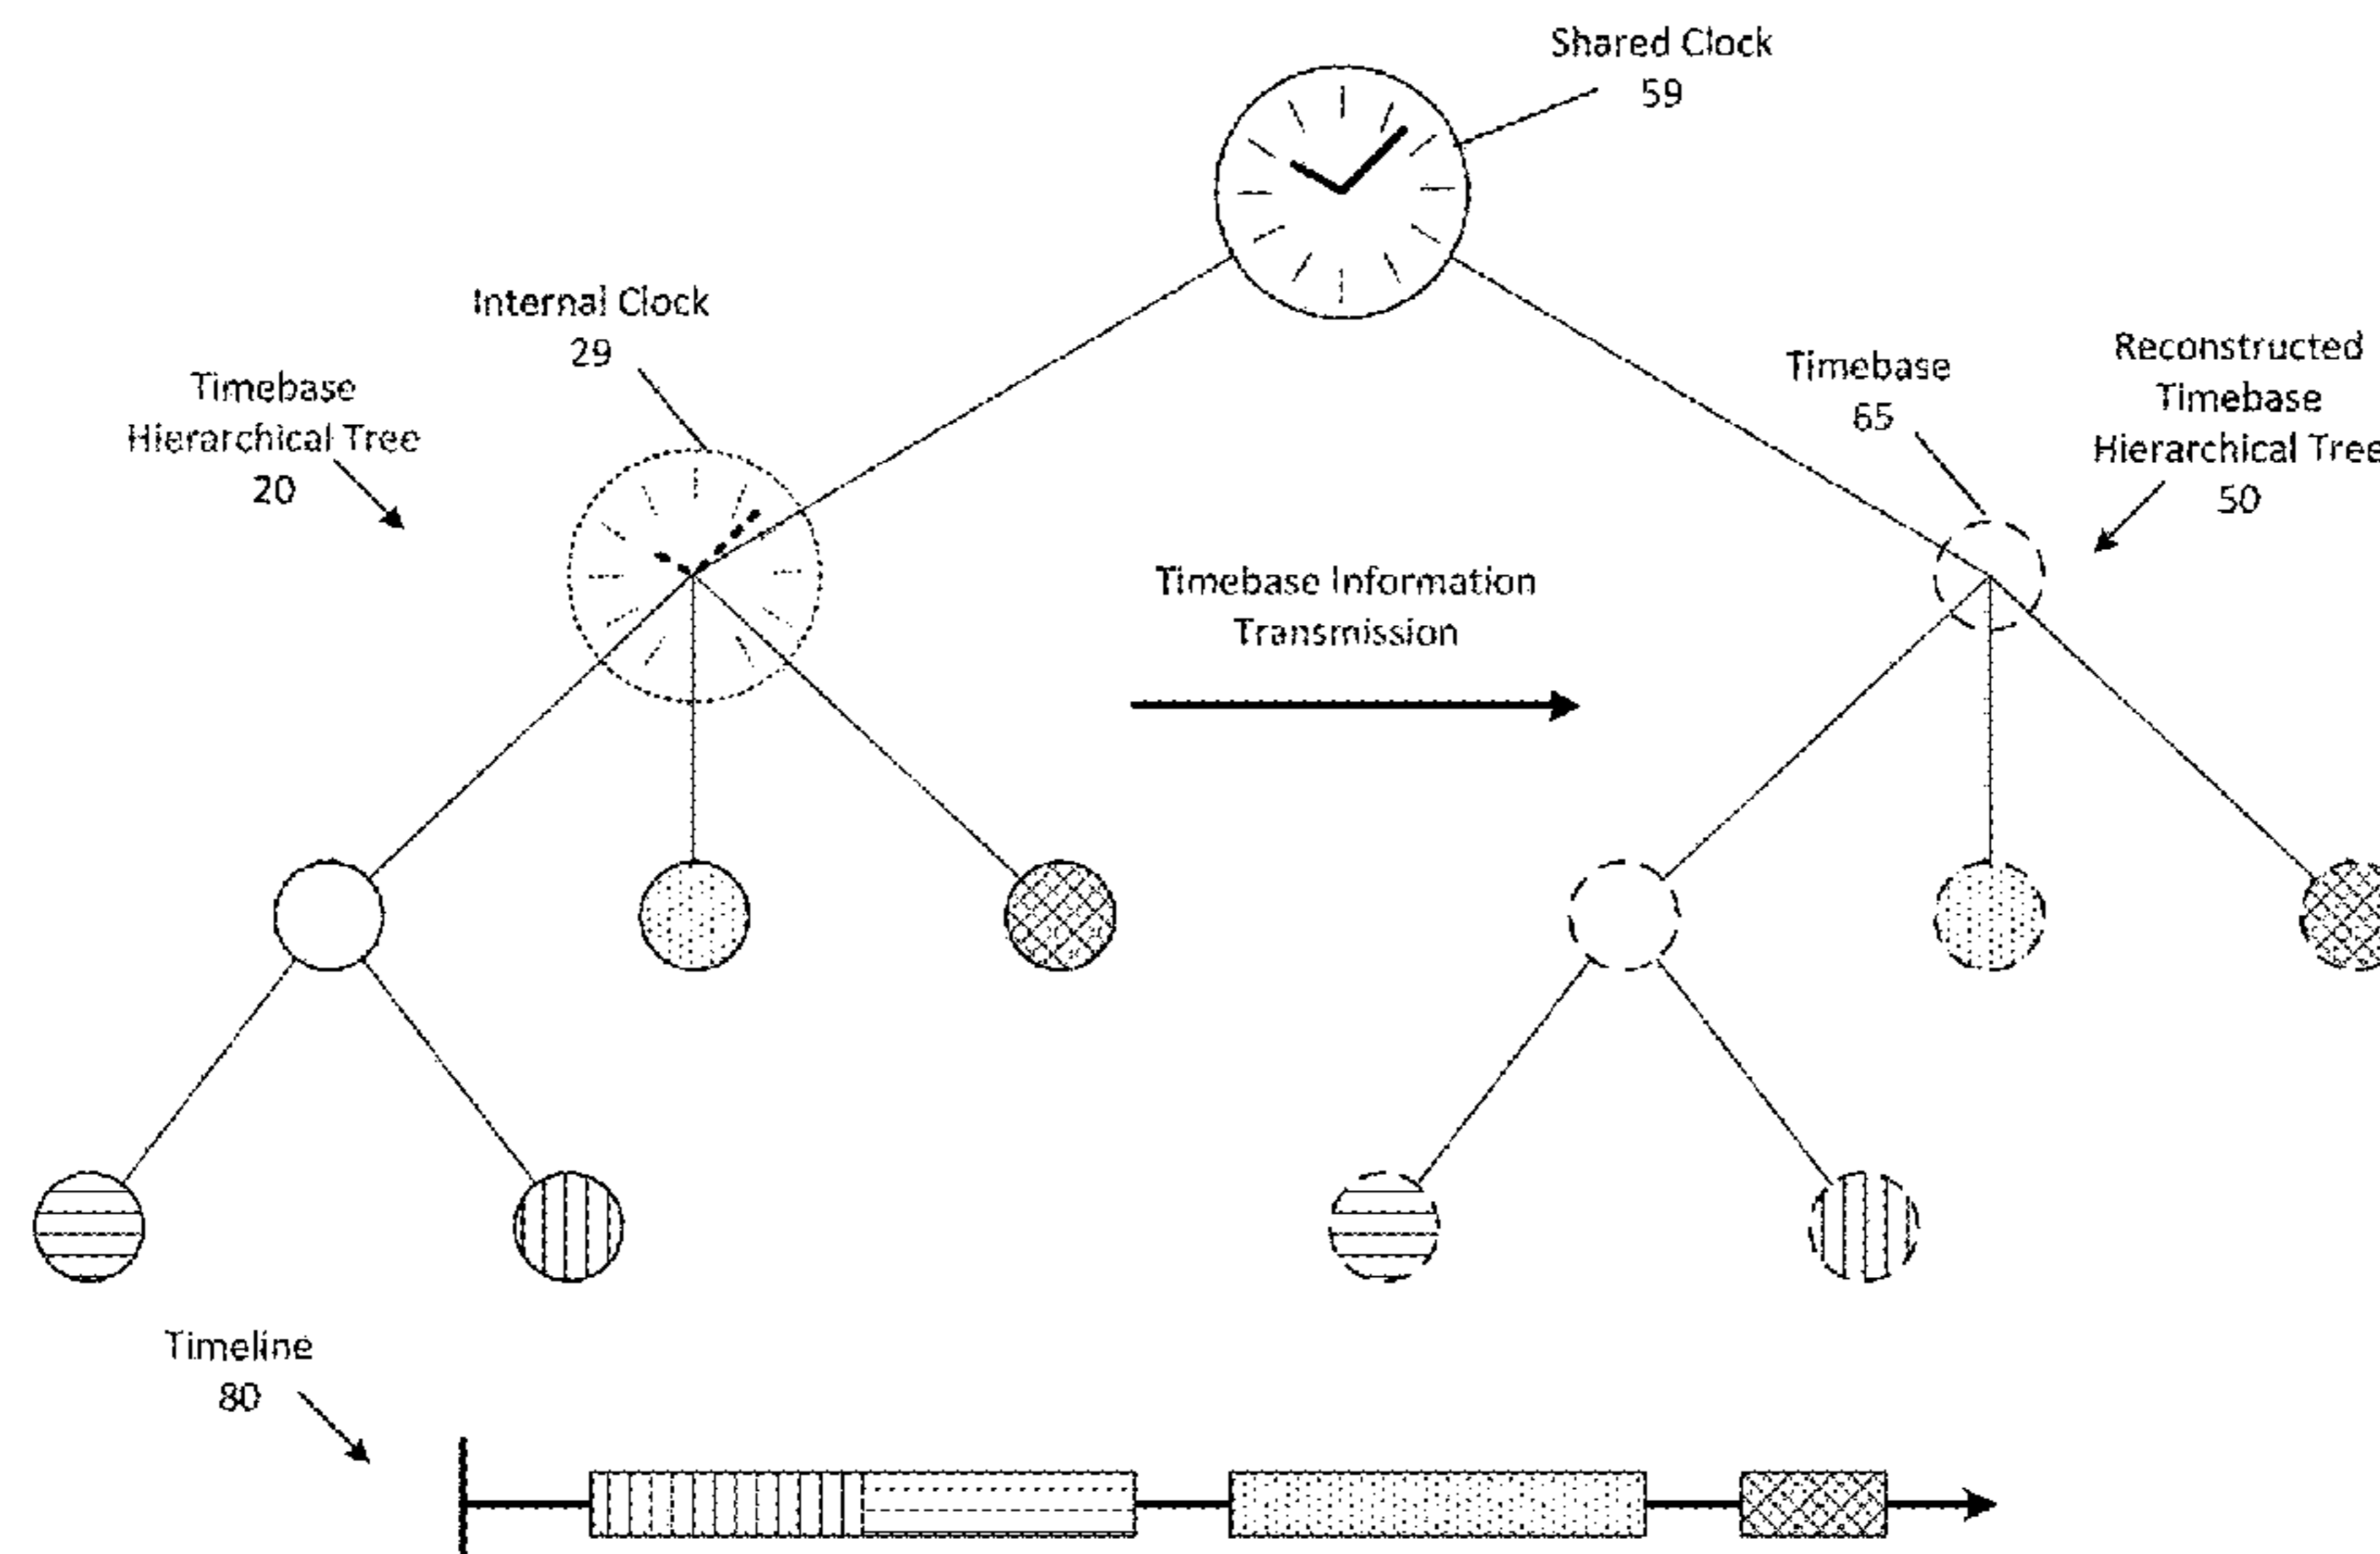 Shared Clock
59
Internal Clock
29
Timebase
Hierarchical Tree
20
Timebase
65
Reconstructed
Timebase
Hierarchical Tree
50
Timebase Information
Transmission
Timeline
80